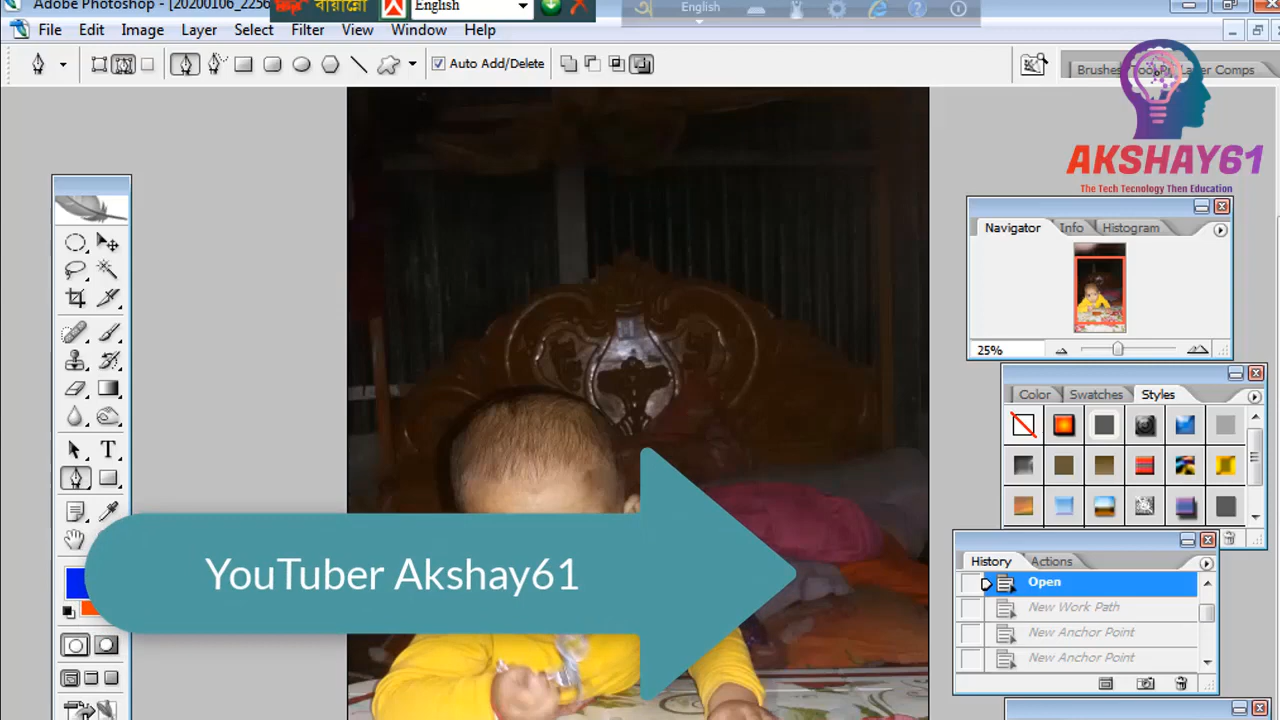 Adobe Photoshop - [20200106_2256
বায়ান্নো English
English
File Edit Image Layer Select Filter View Window Help
Auto Add/Delete
Brushes Tool Pr Layer Comps
AKSHAY61
The Tech Tecnology Then Education
Navigator Info Histogram
25%
Color Swatches Styles
History Actions
Open
New Work Path
New Anchor Point
New Anchor Point
YouTuber Akshay61